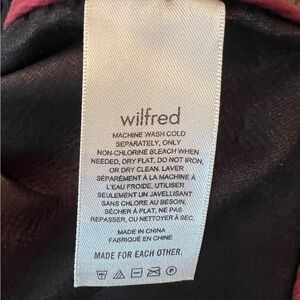 wilfred
MACHINE WASH COLD
SEPARATELY, ONLY
NON-CHLORINE BLEACH WHEN
NEEDED, DRY FLAT, DO NOT IRON,
OR DRY CLEAN. LAVER
SÉPARÉMENT À LA MACHINE À
L'EAU FROIDE, UTILISER
SEULEMENT UN JAVELLISANT
SANS CHLORE AU BESOIN,
SÉCHER À PLAT, NE PAS
REPASSER, OU NETTOYER À SEC.
MADE IN CHINA
FABRIQUÉ EN CHINE
MADE FOR EACH OTHER.